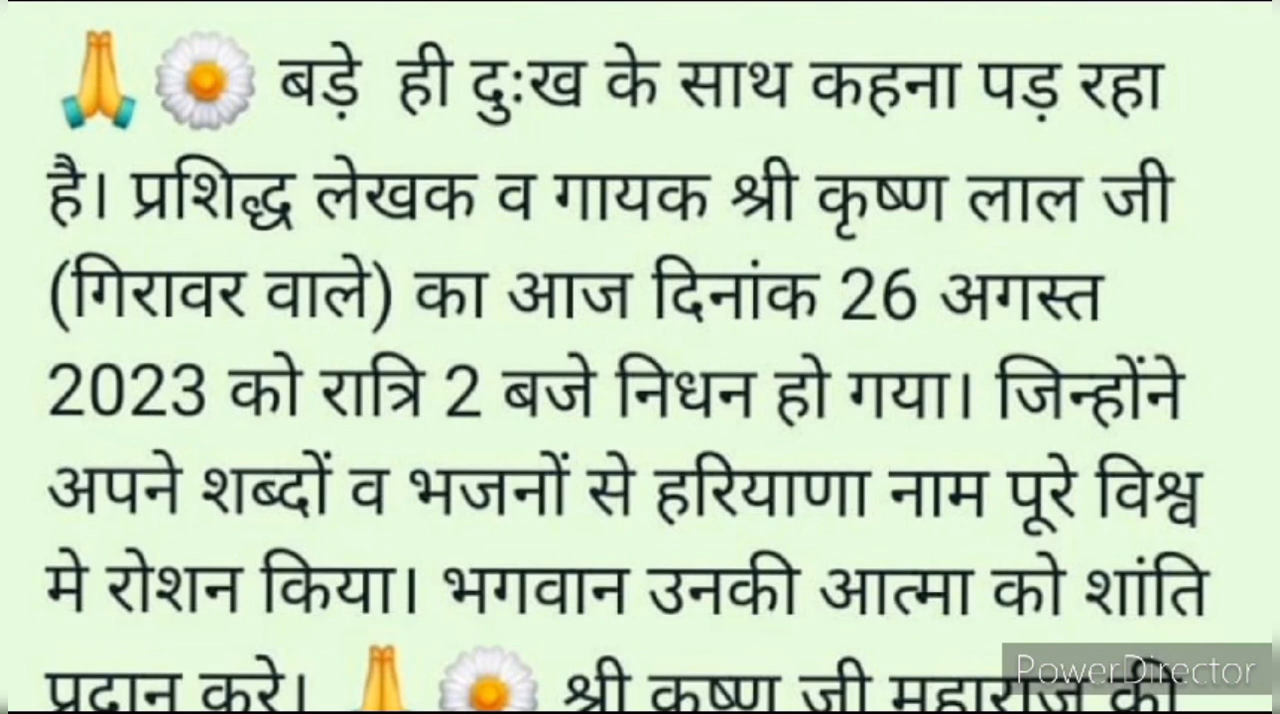 🙏🌼 बड़े ही दुःख के साथ कहना पड़ रहा
है। प्रशिद्ध लेखक व गायक श्री कृष्ण लाल जी
(गिरावर वाले) का आज दिनांक 26 अगस्त
2023 को रात्रि 2 बजे निधन हो गया। जिन्होंने
अपने शब्दों व भजनों से हरियाणा नाम पूरे विश्व
मे रोशन किया। भगवान उनकी आत्मा को शांति
प्रदान करे। 🙏🌼 श्री कृष्ण जी महाराज की
PowerDirector